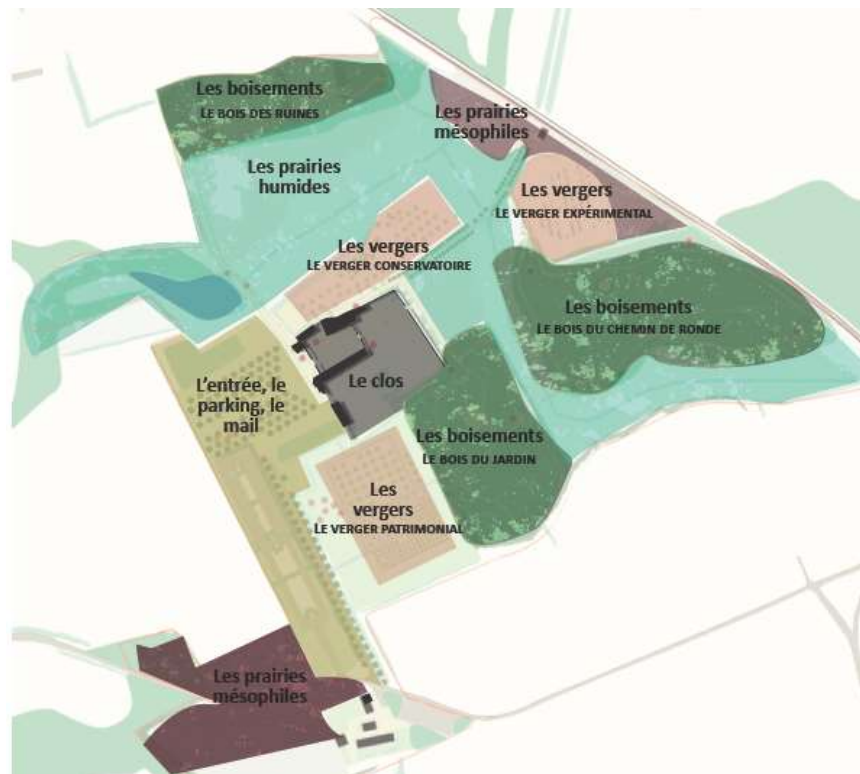 Les boisements
LE BOIS DES RUINES
Les prairies
mésophiles
Les prairies
humides
Les vergers
LE VERGER EXPÉRIMENTAL
Les vergers
LE VERGER CONSERVATOIRE
Les boisements
LE BOIS DU CHEMIN DE RONDE
Le clos
L'entrée, le
parking, le
mail
Les boisements
LE BOIS DU JARDIN
Les
vergers
LE VERGER PATRIMONIAL
Les prairies
mésophiles